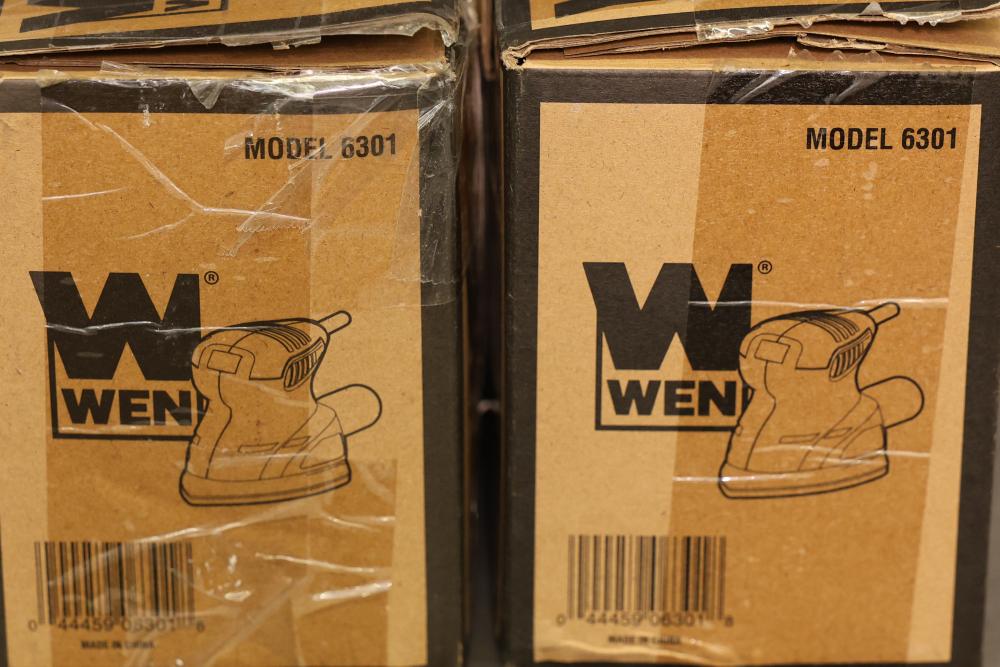 MODEL 6301
W®
WEN
0 44459 06301 8
MADE IN CHINA
MODEL 6301
W®
WEN
0 44459 06301 8
MADE IN CHINA